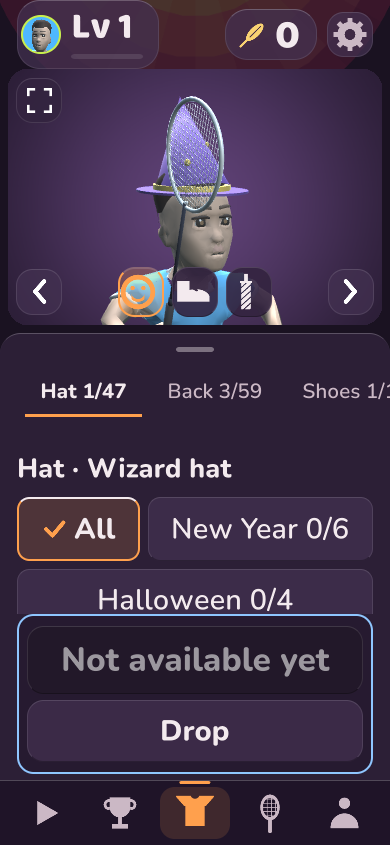 Lv 1
0
Hat 1/47
Back 3/59
Shoes 1/1
Hat · Wizard hat
All
New Year 0/6
Halloween 0/4
Not available yet
Drop